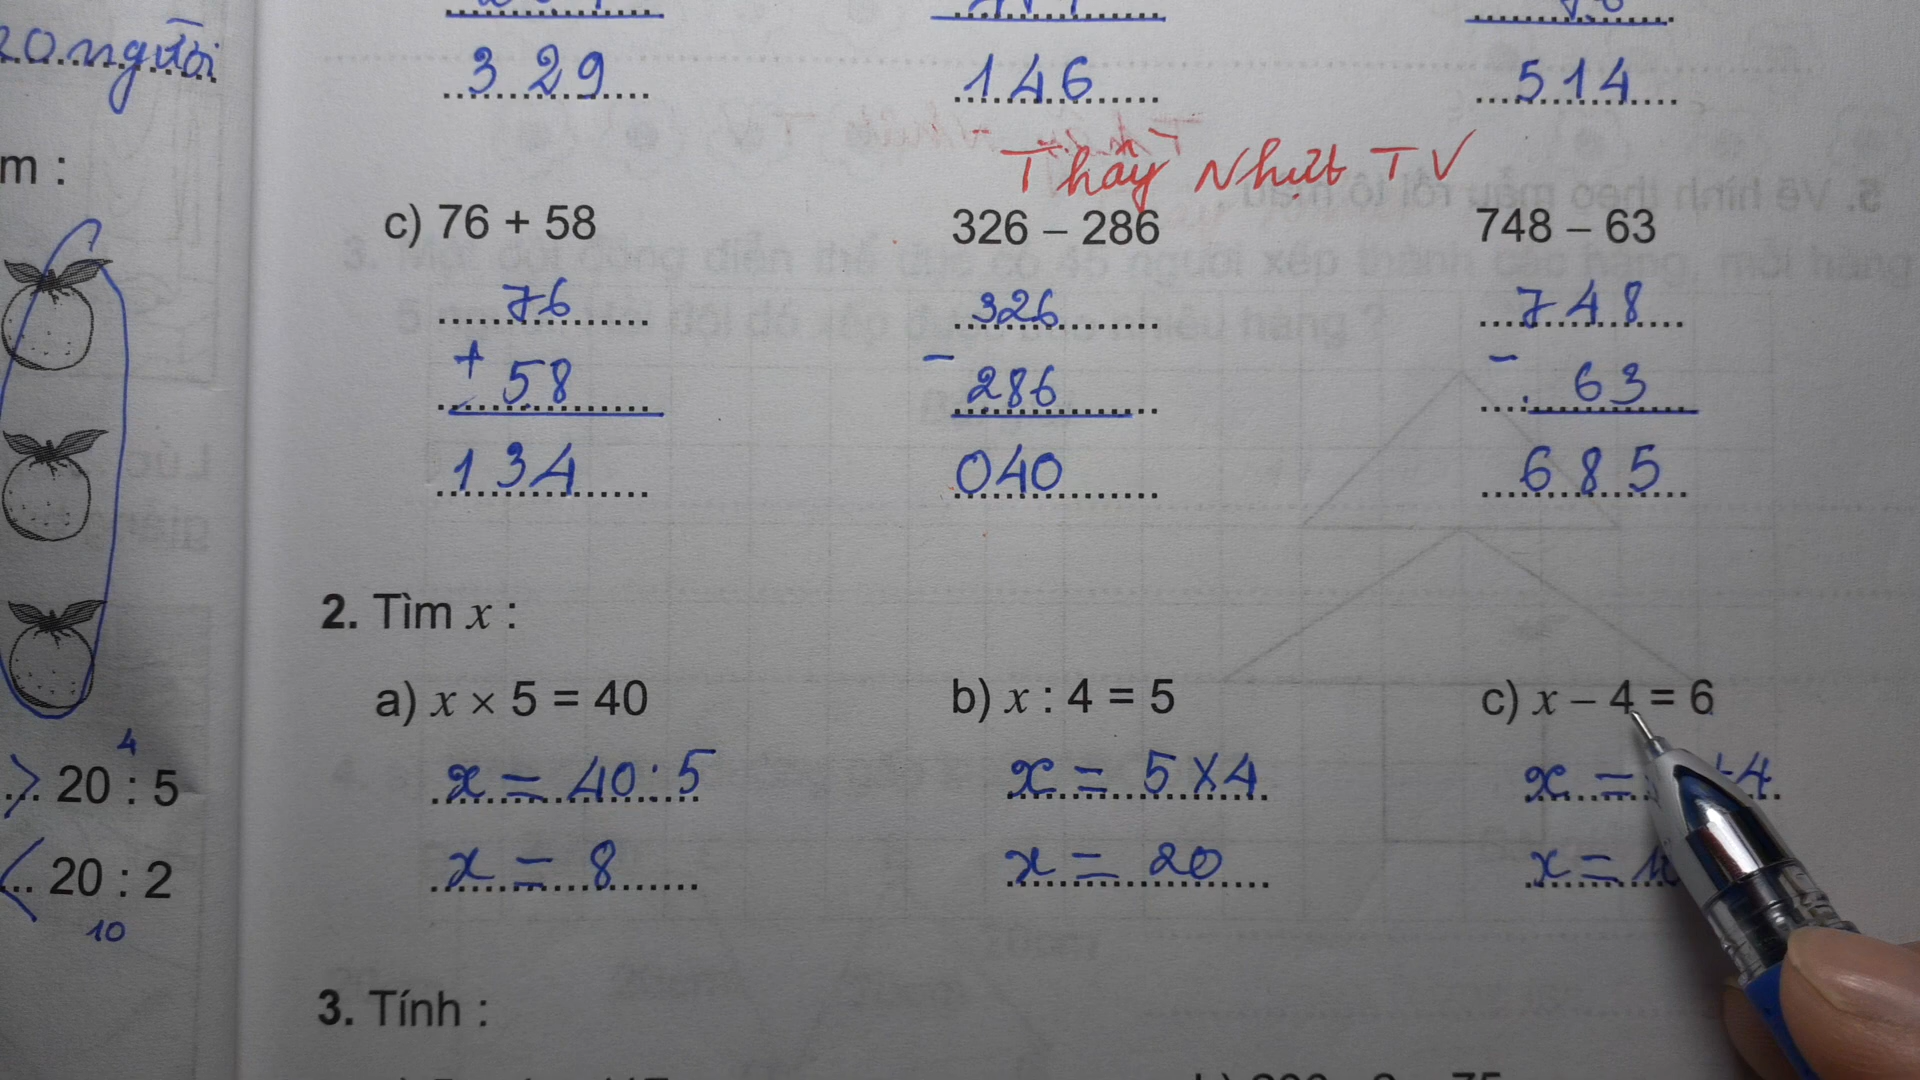 20 người
m :
20 : 5
4
20 : 2
10
329
146
514
Thầy Nhựt TV
c) 76 + 58
326 – 286
748 – 63
76
326
748
+ 58
- 286
- 63
134
040
685
2. Tìm x :
a) x × 5 = 40
b) x : 4 = 5
c) x – 4 = 6
x = 40 : 5
x = 5 × 4
x = +4
x = 8
x = 20
x =
3. Tính :